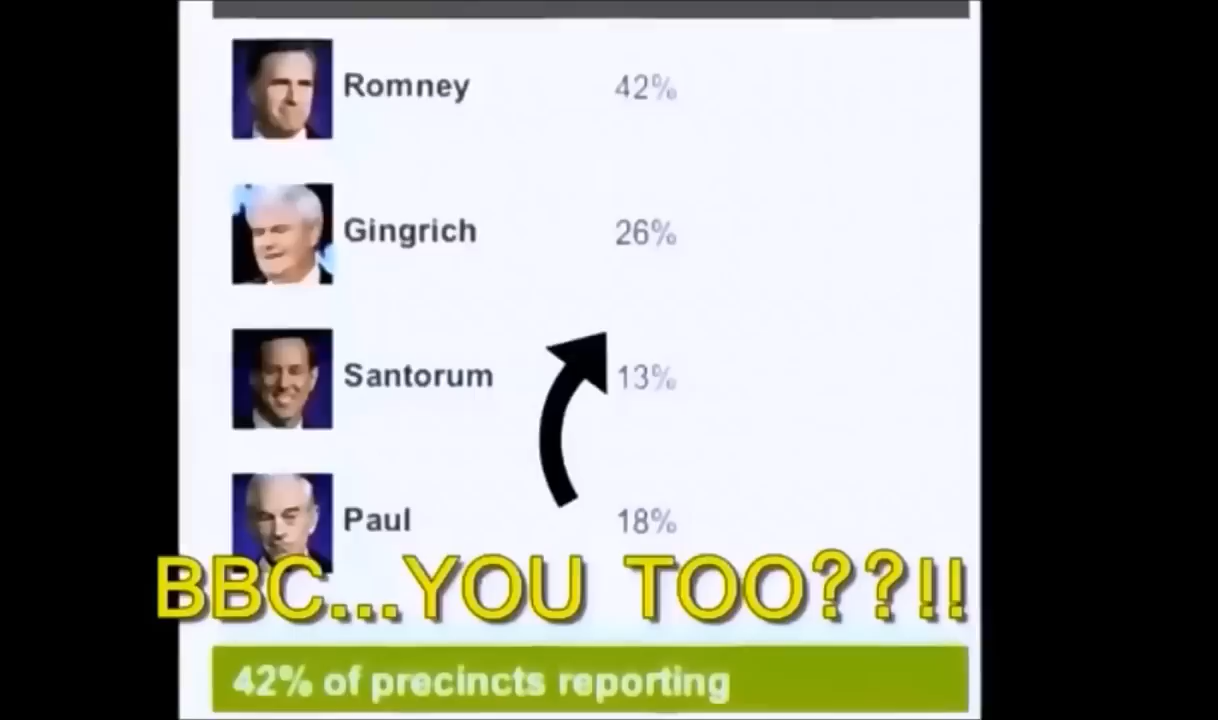 Romney 42%
Gingrich 26%
Santorum 13%
Paul 18%
BBC...YOU TOO??!!
42% of precincts reporting